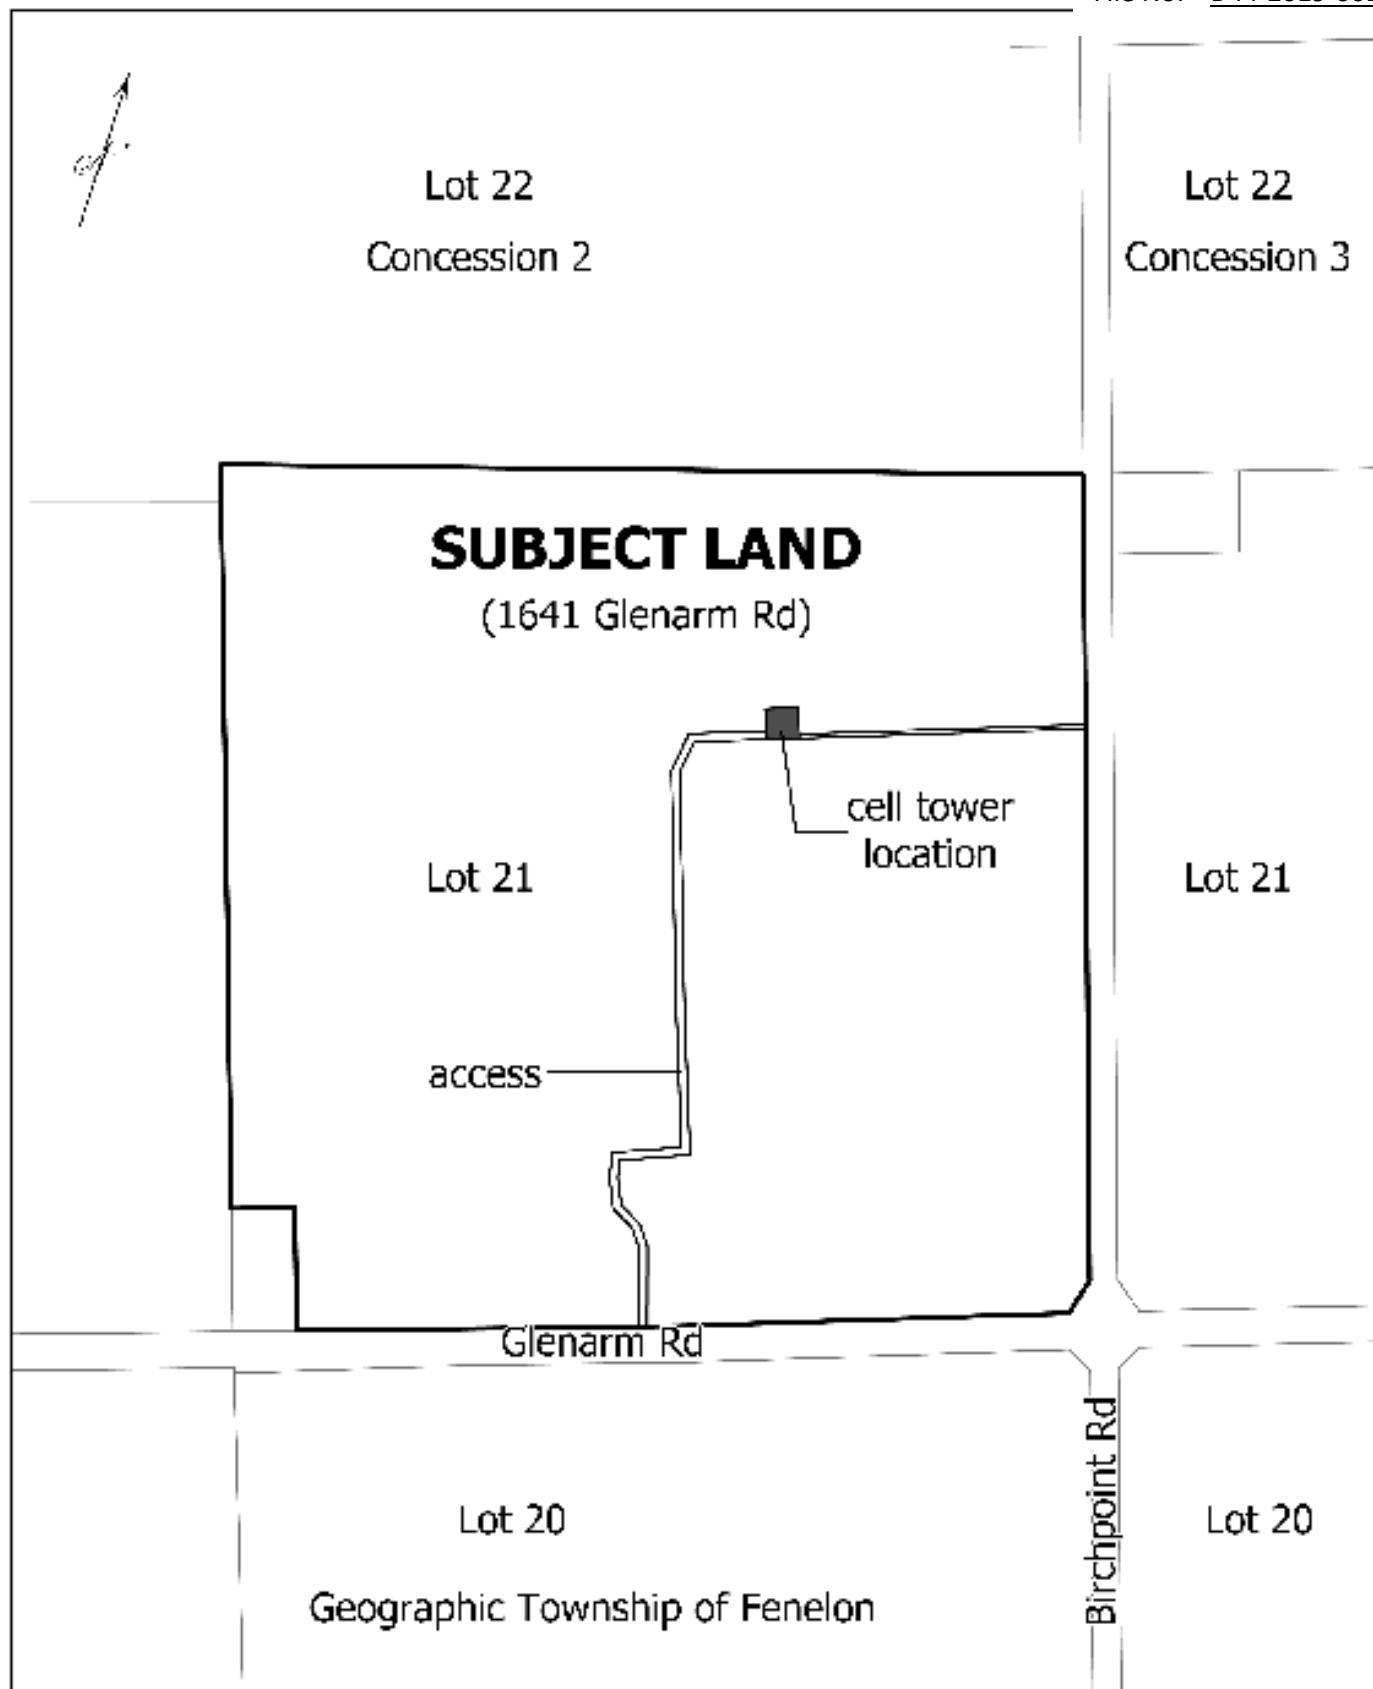 Lot 22
Concession 2
Lot 22
Concession 3
SUBJECT LAND
(1641 Glenarm Rd)
cell tower
location
Lot 21
Lot 21
access
Glenarm Rd
Birchpoint Rd
Lot 20
Lot 20
Geographic Township of Fenelon